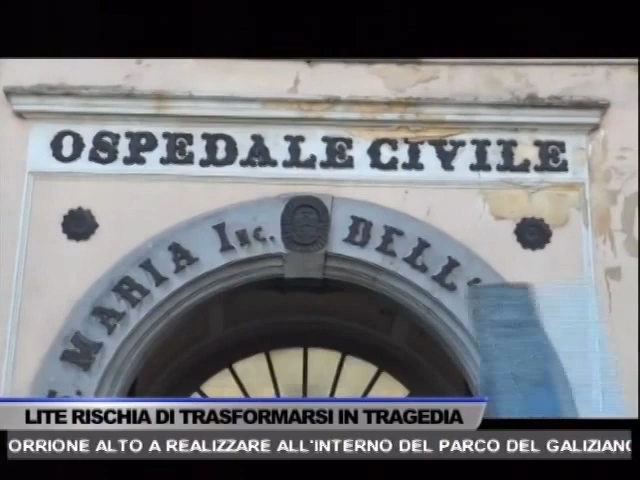 OSPEDALE CIVILE
S. MARIA INC. DELL'
LITE RISCHIA DI TRASFORMARSI IN TRAGEDIA
ORRIONE ALTO A REALIZZARE ALL'INTERNO DEL PARCO DEL GALIZIANO